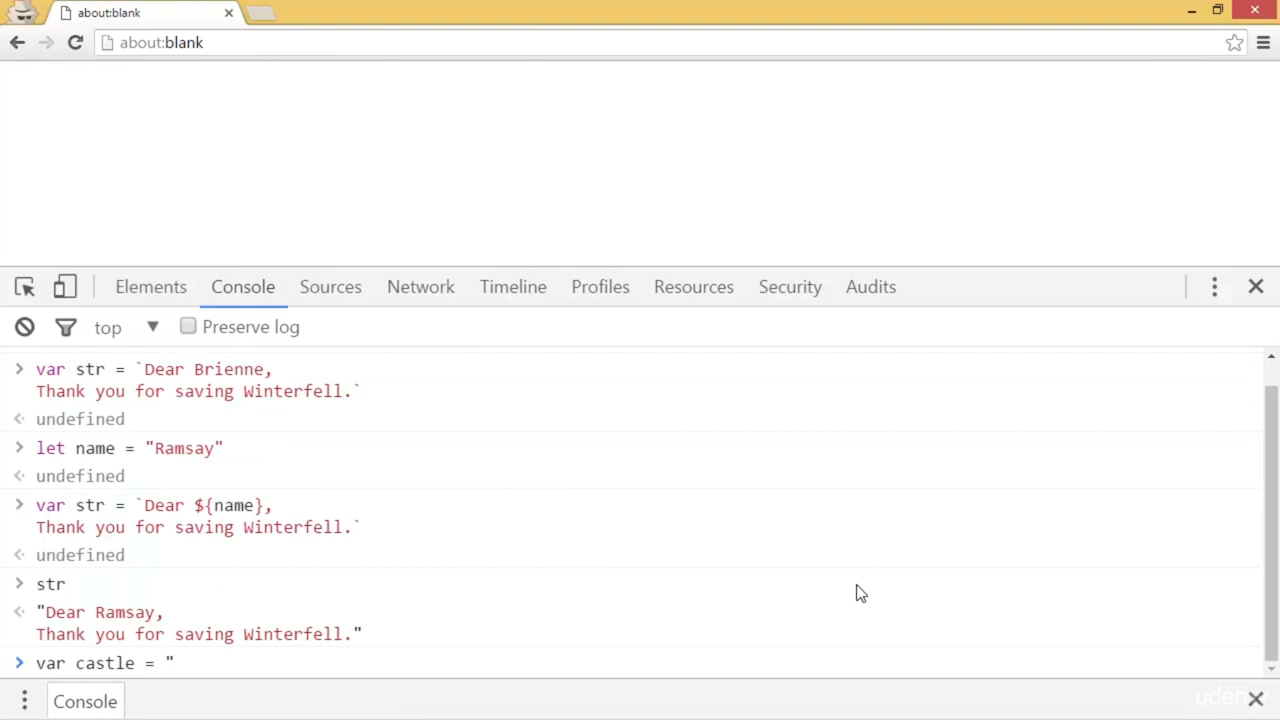 about:blank
about:blank
Elements Console Sources Network Timeline Profiles Resources Security Audits
top Preserve log
var str = `Dear Brienne,
Thank you for saving Winterfell.`
undefined
let name = "Ramsay"
undefined
var str = `Dear ${name},
Thank you for saving Winterfell.`
undefined
str
"Dear Ramsay,
Thank you for saving Winterfell."
var castle = "
Console